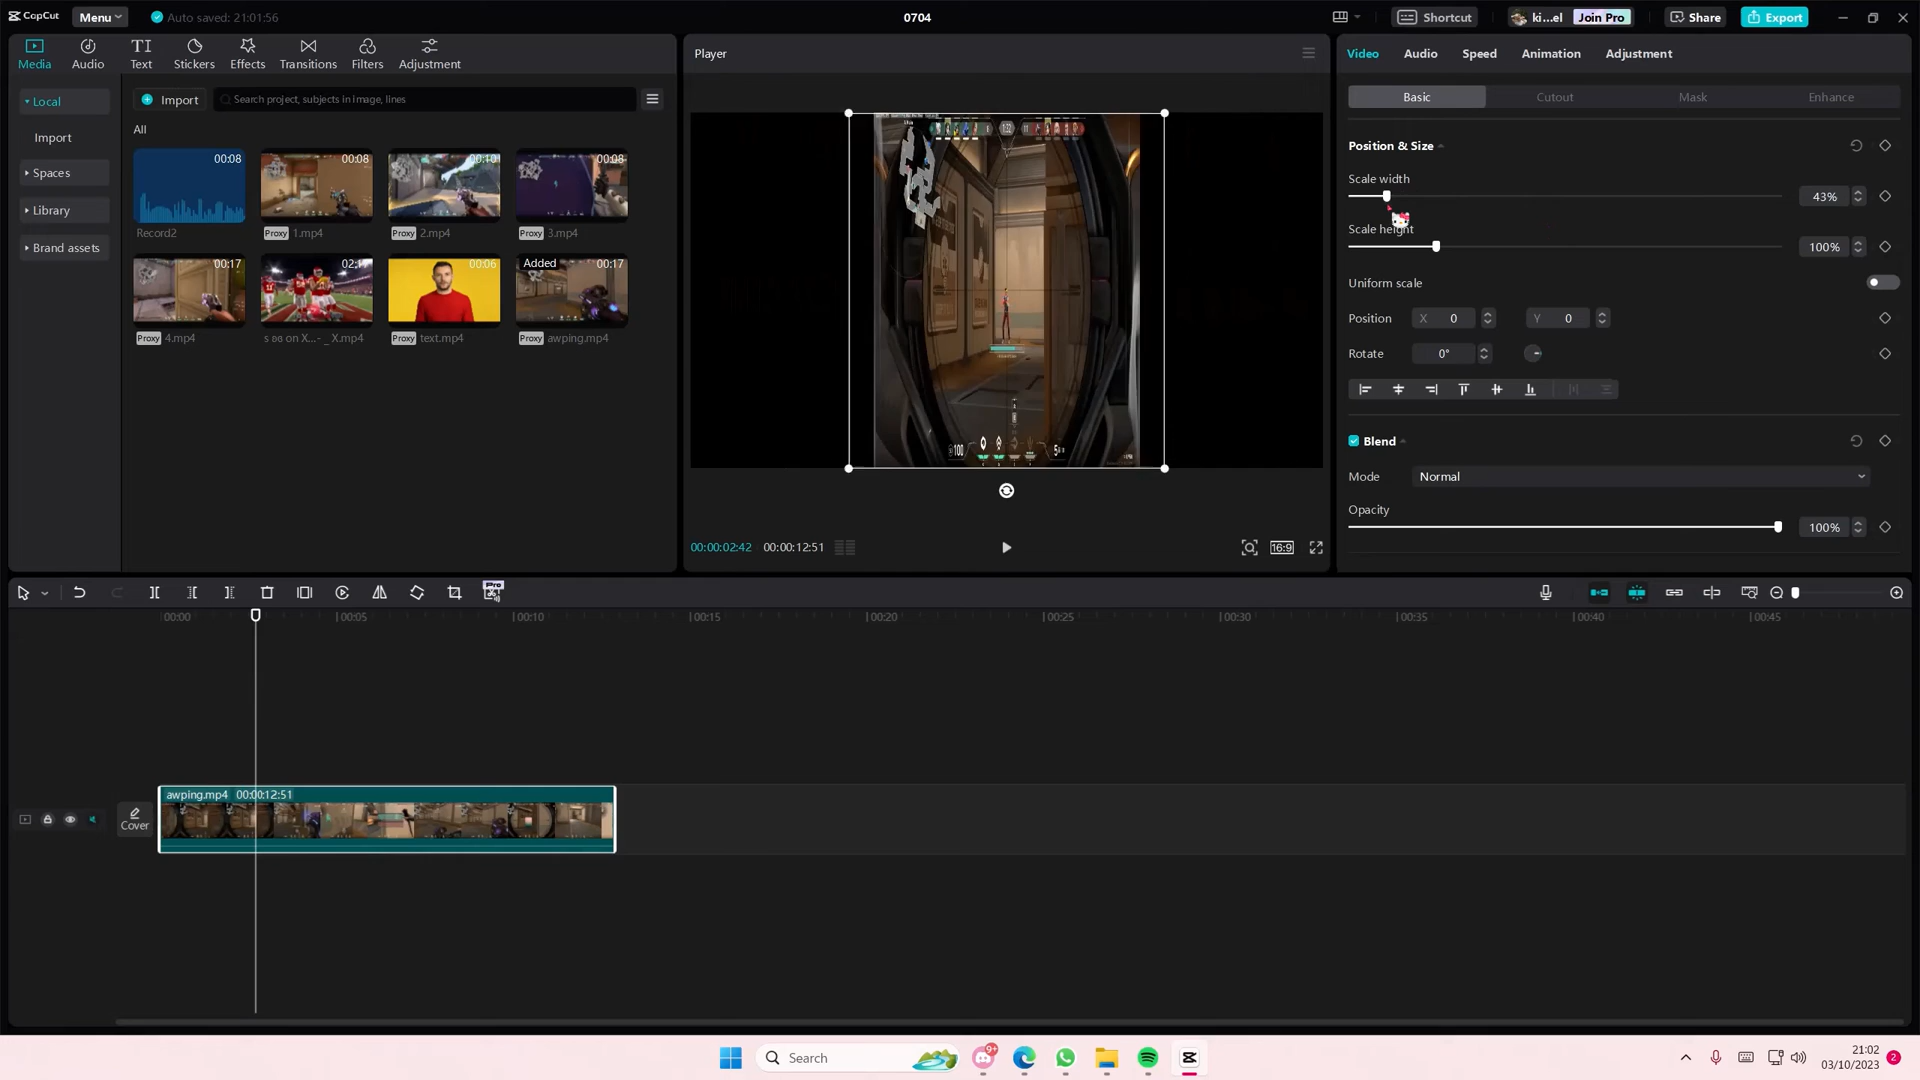 CapCut
Menu
Auto saved: 21:01:56
0704
Shortcut
ki...el
Join Pro
Share
Export
Media
Audio
Text
Stickers
Effects
Transitions
Filters
Adjustment
Local
Import
Spaces
Library
Brand assets
Import
Search project, subjects in image, lines
All
00:08
00:08
00:10
00:08
Record2
Proxy 1.mp4
Proxy 2.mp4
Proxy 3.mp4
00:17
00:06
Added
00:17
Proxy 4.mp4
s ពอ on X...- _ X.mp4
Proxy text.mp4
Proxy awping.mp4
Player
1:22
100
00:00:02:42
00:00:12:51
16:9
Video
Audio
Speed
Animation
Adjustment
Basic
Cutout
Mask
Enhance
Position & Size
Scale width
43%
Scale height
100%
Uniform scale
Position
X 0
Y 0
Rotate
0°
Blend
Mode
Normal
Opacity
100%
Pro
00:00
00:05
00:10
00:15
00:20
00:25
00:30
00:35
00:40
00:45
awping.mp4 00:00:12:51
Cover
Search
9+
21:02
03/10/2023
2